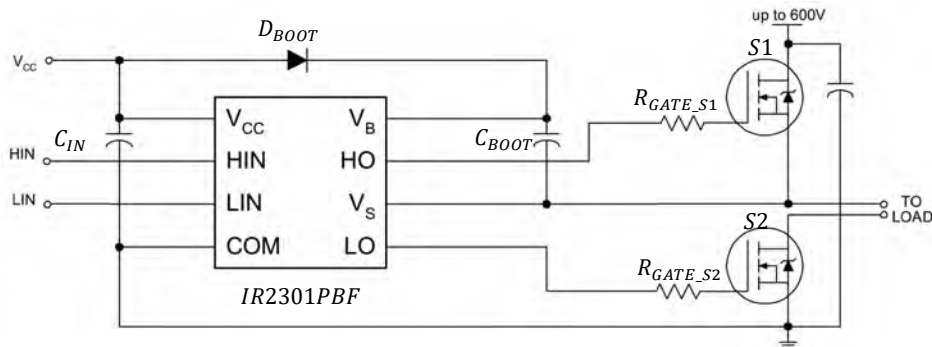 up to 600V
D_BOOT
S1
V_CC
R_GATE_S1
C_IN
V_CC
V_B
C_BOOT
HIN
HIN
HO
LIN
LIN
V_S
TO
LOAD
S2
COM
LO
R_GATE_S2
IR2301PBF